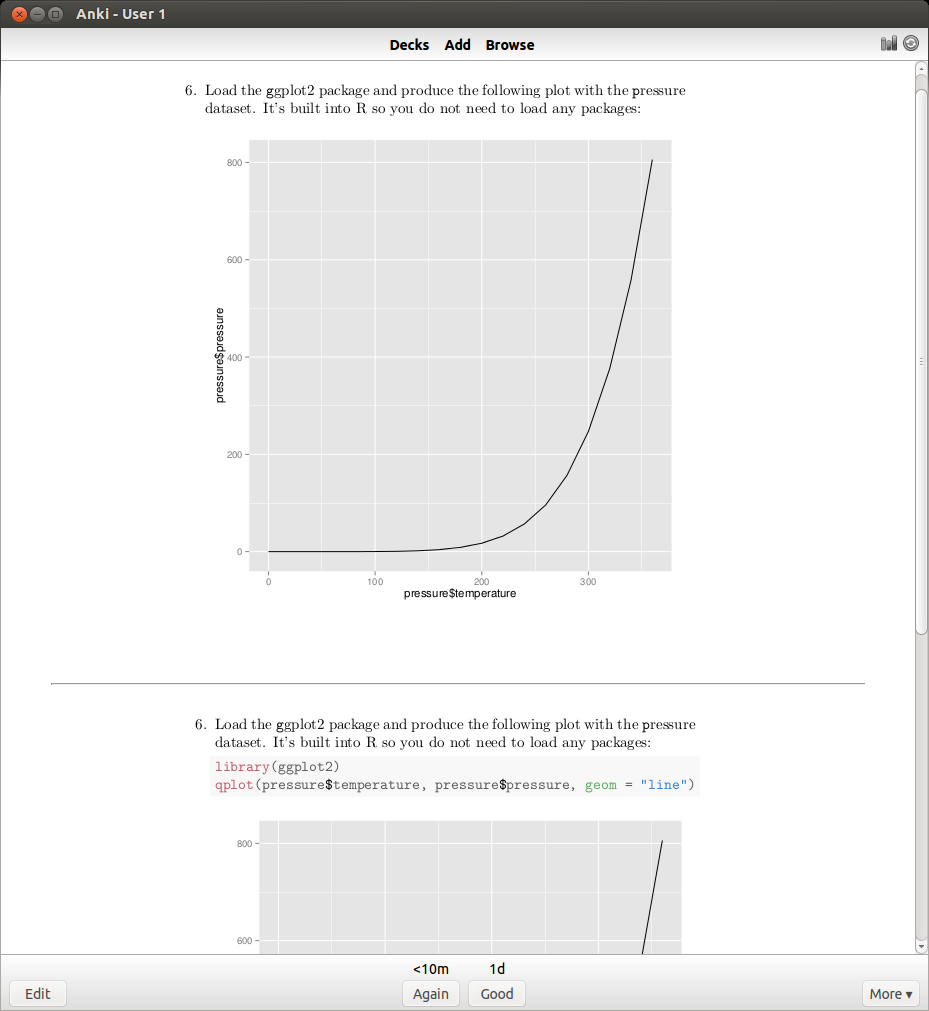 Anki - User 1
Decks Add Browse
6. Load the ggplot2 package and produce the following plot with the pressure
dataset. It's built into R so you do not need to load any packages:
800
600
400
200
0
pressure$pressure
0 100 200 300
pressure$temperature
6. Load the ggplot2 package and produce the following plot with the pressure
dataset. It's built into R so you do not need to load any packages:
library(ggplot2)
qplot(pressure$temperature, pressure$pressure, geom = "line")
800
600
<10m 1d
Edit Again Good More ▾